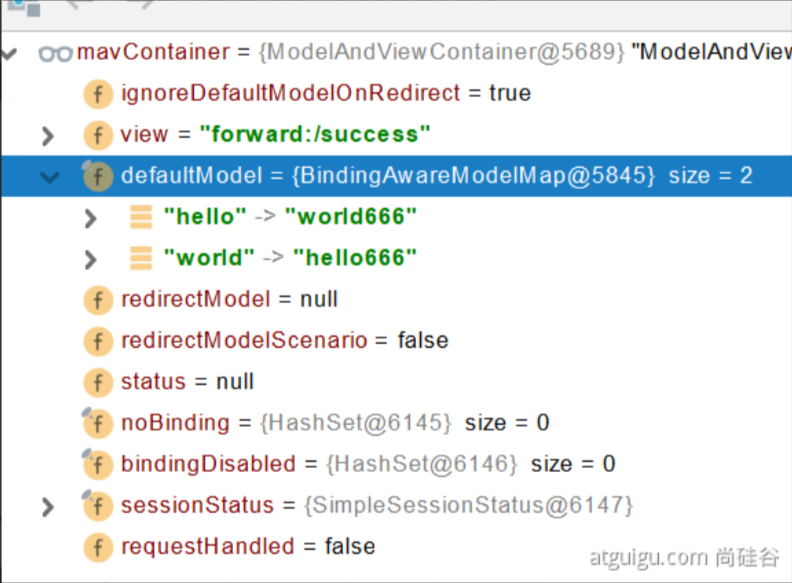 mavContainer = {ModelAndViewContainer@5689} "ModelAndView
ignoreDefaultModelOnRedirect = true
view = "forward:/success"
defaultModel = {BindingAwareModelMap@5845} size = 2
"hello" -> "world666"
"world" -> "hello666"
redirectModel = null
redirectModelScenario = false
status = null
noBinding = {HashSet@6145} size = 0
bindingDisabled = {HashSet@6146} size = 0
sessionStatus = {SimpleSessionStatus@6147}
requestHandled = false
atguigu.com 尚硅谷